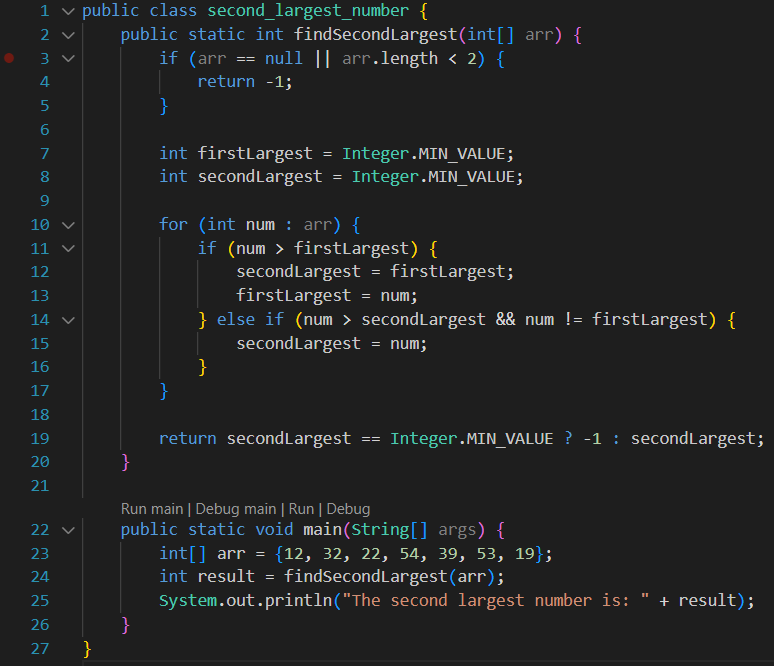 1 public class second_largest_number {
2     public static int findSecondLargest(int[] arr) {
3         if (arr == null || arr.length < 2) {
4             return -1;
5         }
6
7         int firstLargest = Integer.MIN_VALUE;
8         int secondLargest = Integer.MIN_VALUE;
9
10         for (int num : arr) {
11             if (num > firstLargest) {
12                 secondLargest = firstLargest;
13                 firstLargest = num;
14             } else if (num > secondLargest && num != firstLargest) {
15                 secondLargest = num;
16             }
17         }
18
19         return secondLargest == Integer.MIN_VALUE ? -1 : secondLargest;
20     }
21
Run main | Debug main | Run | Debug
22     public static void main(String[] args) {
23         int[] arr = {12, 32, 22, 54, 39, 53, 19};
24         int result = findSecondLargest(arr);
25         System.out.println("The second largest number is: " + result);
26     }
27 }